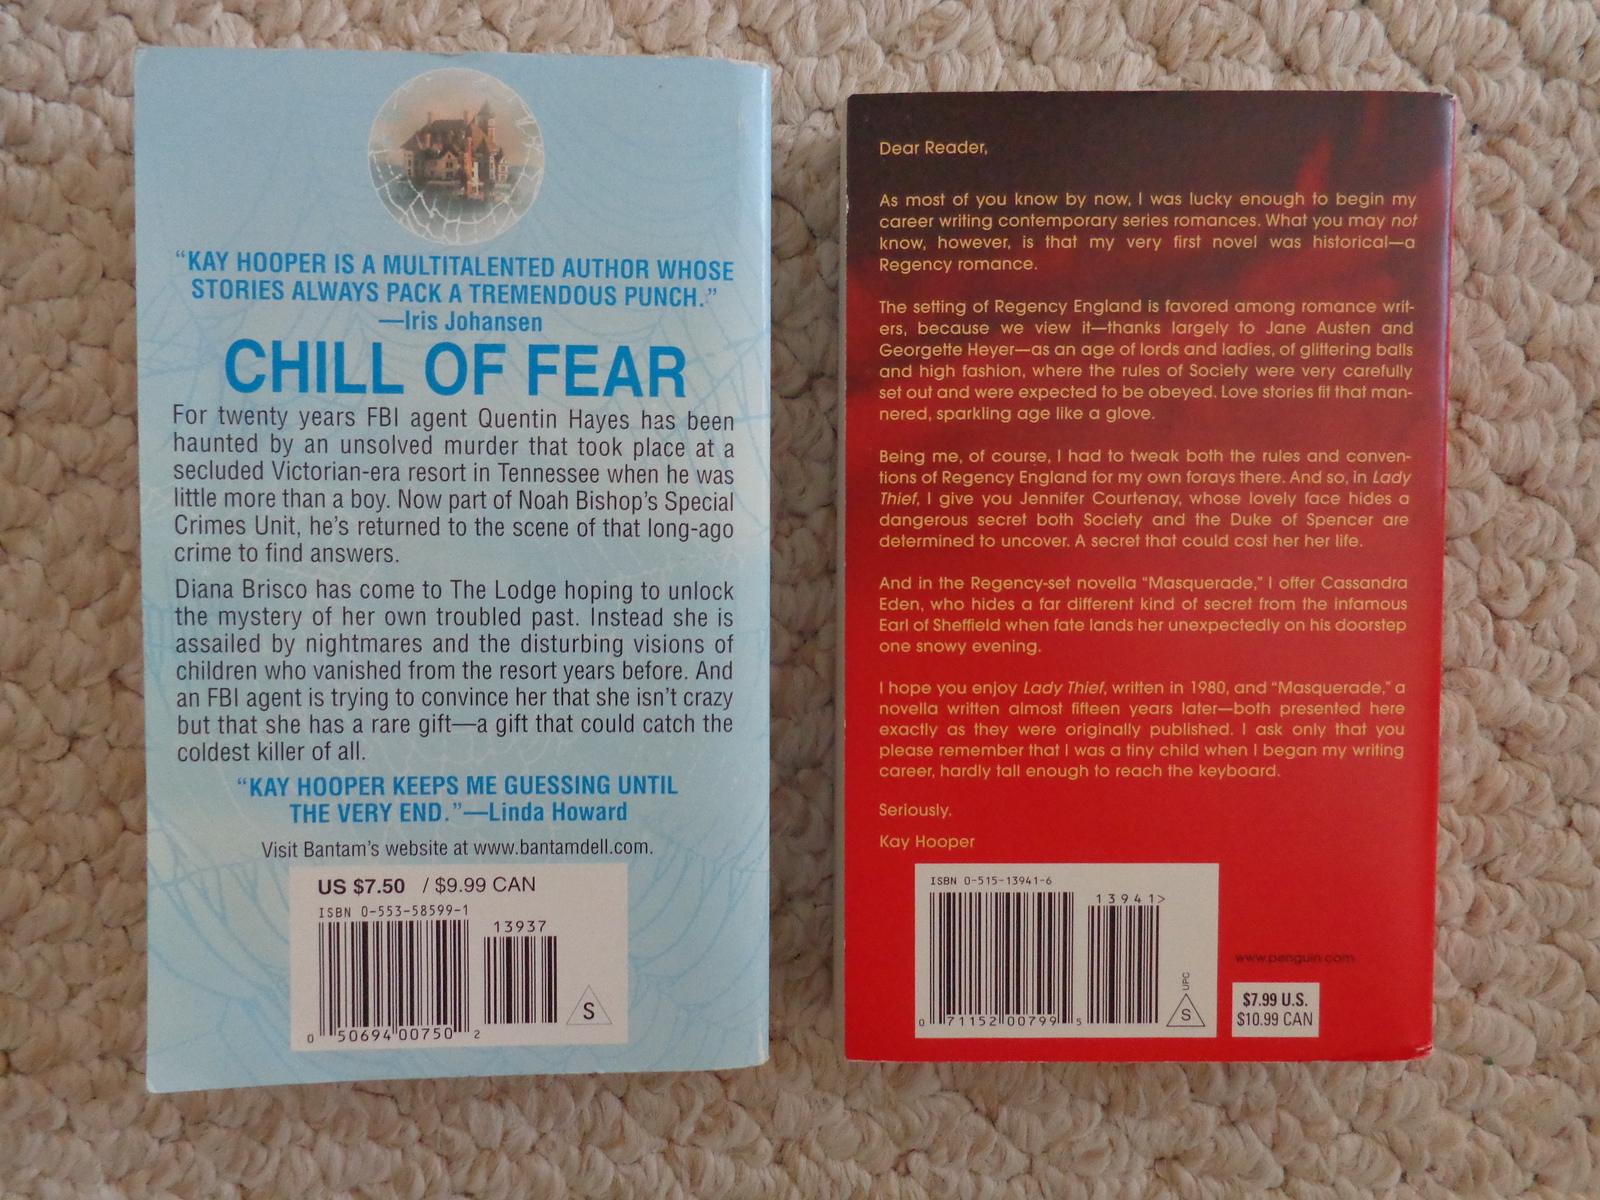 “KAY HOOPER IS A MULTITALENTED AUTHOR WHOSE
STORIES ALWAYS PACK A TREMENDOUS PUNCH.”
—Iris Johansen
CHILL OF FEAR
For twenty years FBI agent Quentin Hayes has been
haunted by an unsolved murder that took place at a
secluded Victorian-era resort in Tennessee when he was
little more than a boy. Now part of Noah Bishop’s Special
Crimes Unit, he’s returned to the scene of that long-ago
crime to find answers.
Diana Brisco has come to The Lodge hoping to unlock
the mystery of her own troubled past. Instead she is
assailed by nightmares and the disturbing visions of
children who vanished from the resort years before. And
an FBI agent is trying to convince her that she isn’t crazy
but that she has a rare gift—a gift that could catch the
coldest killer of all.
“KAY HOOPER KEEPS ME GUESSING UNTIL
THE VERY END.”—Linda Howard
Visit Bantam’s website at www.bantamdell.com.
US $7.50 / $9.99 CAN
ISBN 0-553-58599-1
13937
0 50694 00750 2
S
Dear Reader,
As most of you know by now, I was lucky enough to begin my
career writing contemporary series romances. What you may not
know, however, is that my very first novel was historical—a
Regency romance.
The setting of Regency England is favored among romance writ-
ers, because we view it—thanks largely to Jane Austen and
Georgette Heyer—as an age of lords and ladies, of glittering balls
and high fashion, where the rules of Society were very carefully
set out and were expected to be obeyed. Love stories fit that man-
nered, sparkling age like a glove.
Being me, of course, I had to tweak both the rules and conven-
tions of Regency England for my own forays there. And so, in Lady
Thief, I give you Jennifer Courtenay, whose lovely face hides a
dangerous secret both Society and the Duke of Spencer are
determined to uncover. A secret that could cost her her life.
And in the Regency-set novella “Masquerade,” I offer Cassandra
Eden, who hides a far different kind of secret from the infamous
Earl of Sheffield when fate lands her unexpectedly on his doorstep
one snowy evening.
I hope you enjoy Lady Thief, written in 1980, and “Masquerade,” a
novella written almost fifteen years later—both presented here
exactly as they were originally published. I ask only that you
please remember that I was a tiny child when I began my writing
career, hardly tall enough to reach the keyboard.
Seriously,
Kay Hooper
ISBN 0-515-13941-6
13941>
0 71152 00799 5
UPC
S
www.penguin.com
$7.99 U.S.
$10.99 CAN